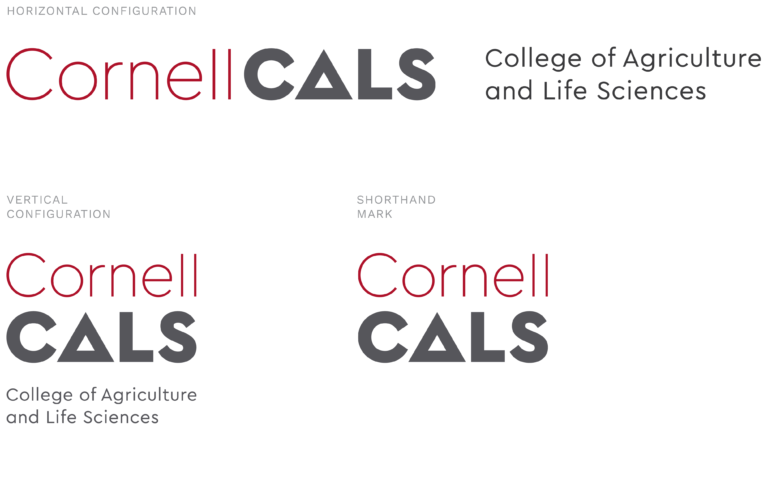 HORIZONTAL CONFIGURATION
CornellCALS
College of Agriculture
and Life Sciences
VERTICAL
CONFIGURATION
Cornell
CALS
College of Agriculture
and Life Sciences
SHORTHAND
MARK
Cornell
CALS